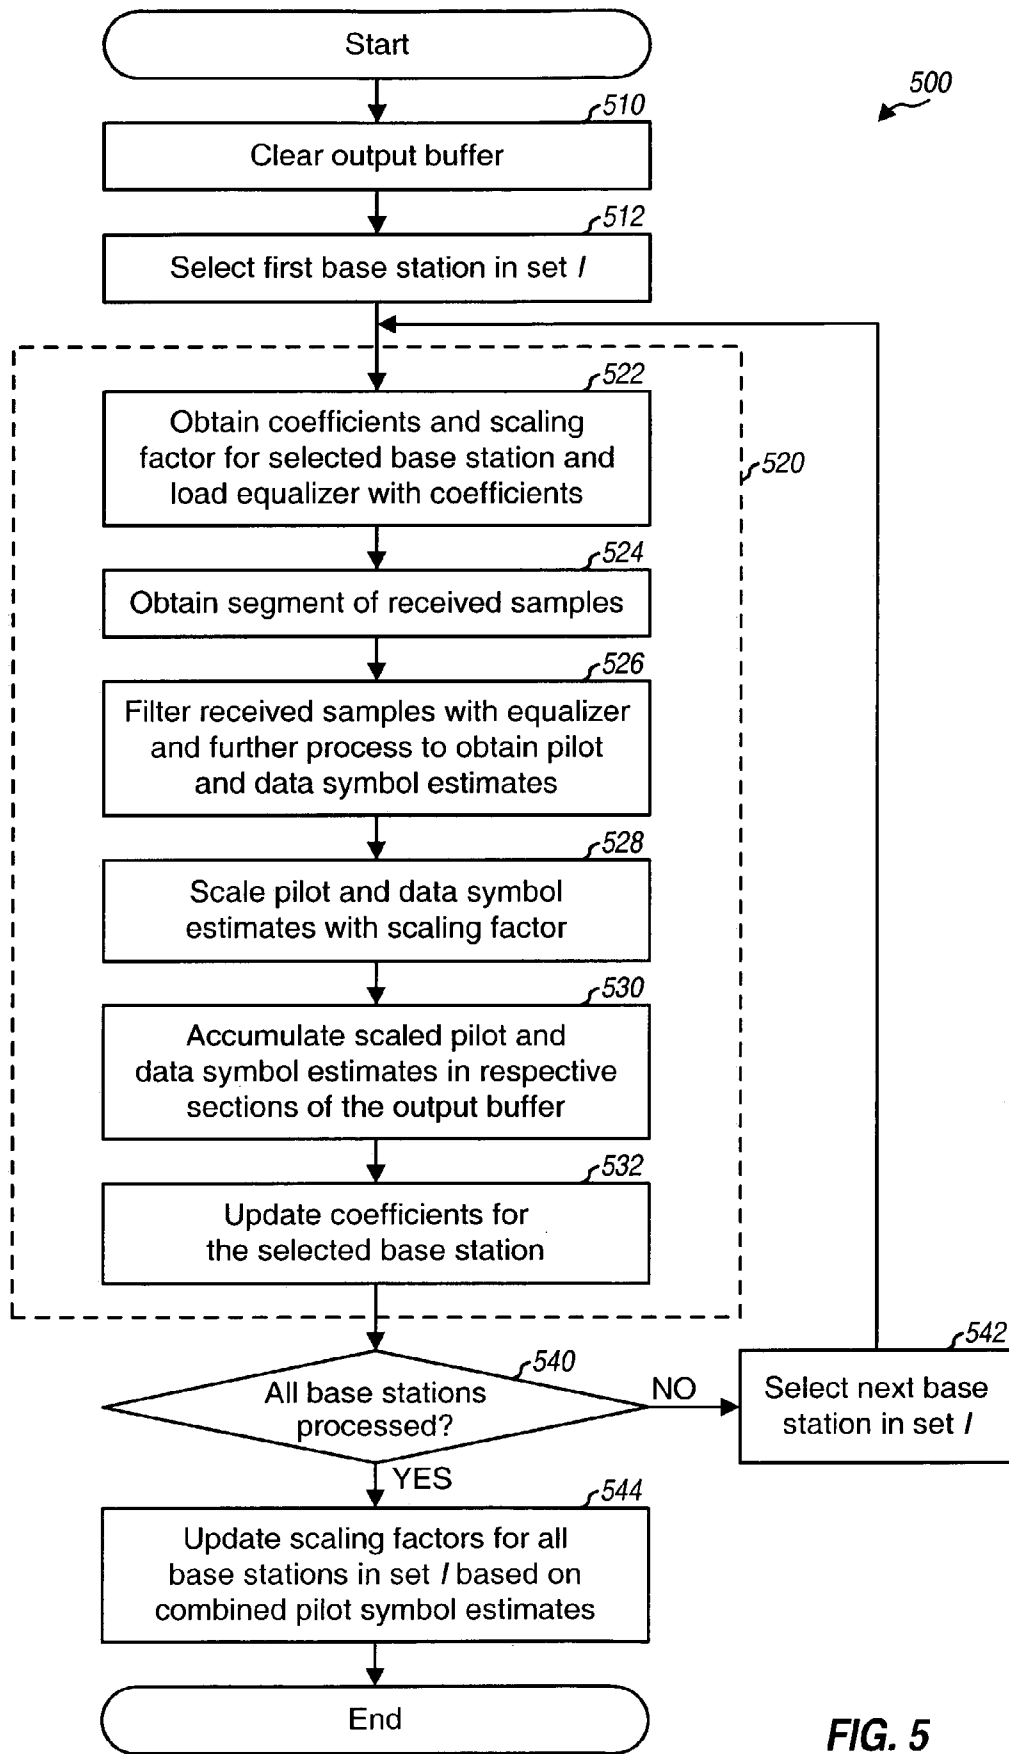 Start
500
510
Clear output buffer
512
Select first base station in set I
522
Obtain coefficients and scaling
factor for selected base station and
load equalizer with coefficients
520
524
Obtain segment of received samples
526
Filter received samples with equalizer
and further process to obtain pilot
and data symbol estimates
528
Scale pilot and data symbol
estimates with scaling factor
530
Accumulate scaled pilot and
data symbol estimates in respective
sections of the output buffer
532
Update coefficients for
the selected base station
540
All base stations
processed?
NO
542
Select next base
station in set I
YES
544
Update scaling factors for all
base stations in set I based on
combined pilot symbol estimates
End
FIG. 5